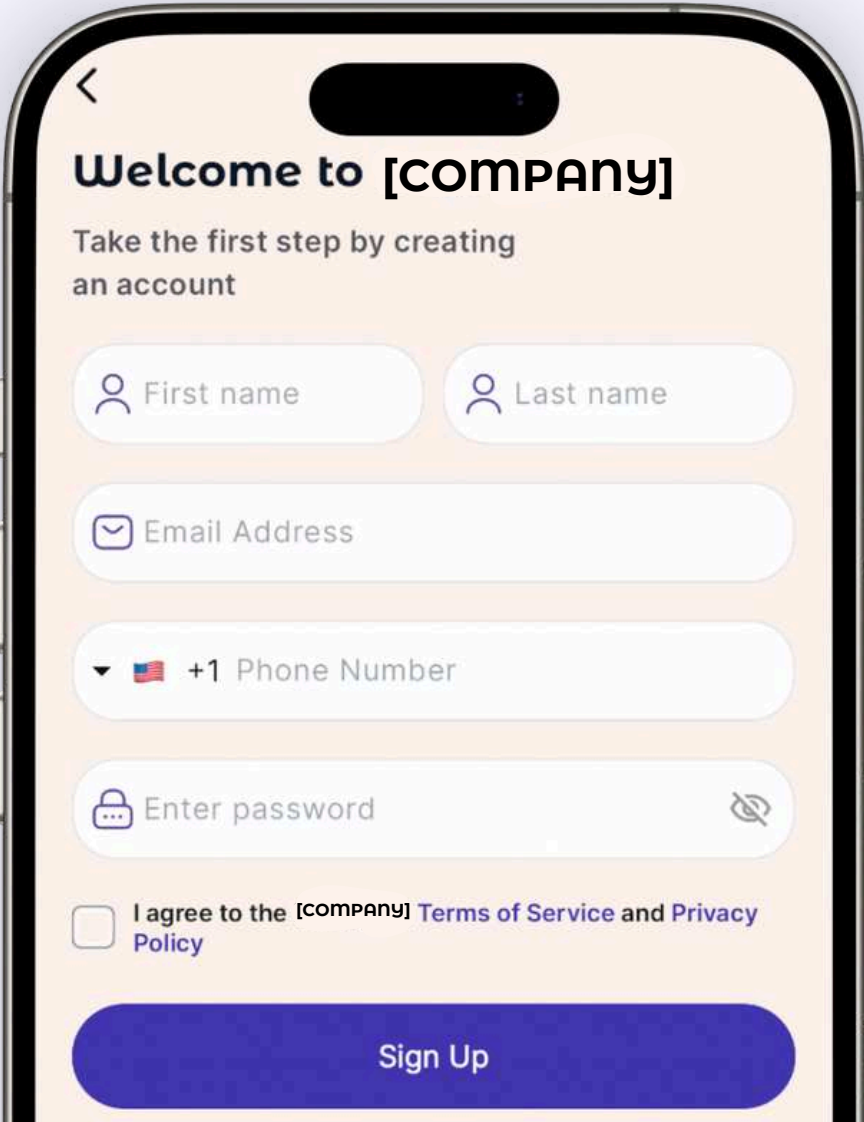 Welcome to [COMPANY]
Take the first step by creating
an account
First name
Last name
Email Address
+1 Phone Number
Enter password
I agree to the [COMPANY] Terms of Service and Privacy
Policy
Sign Up